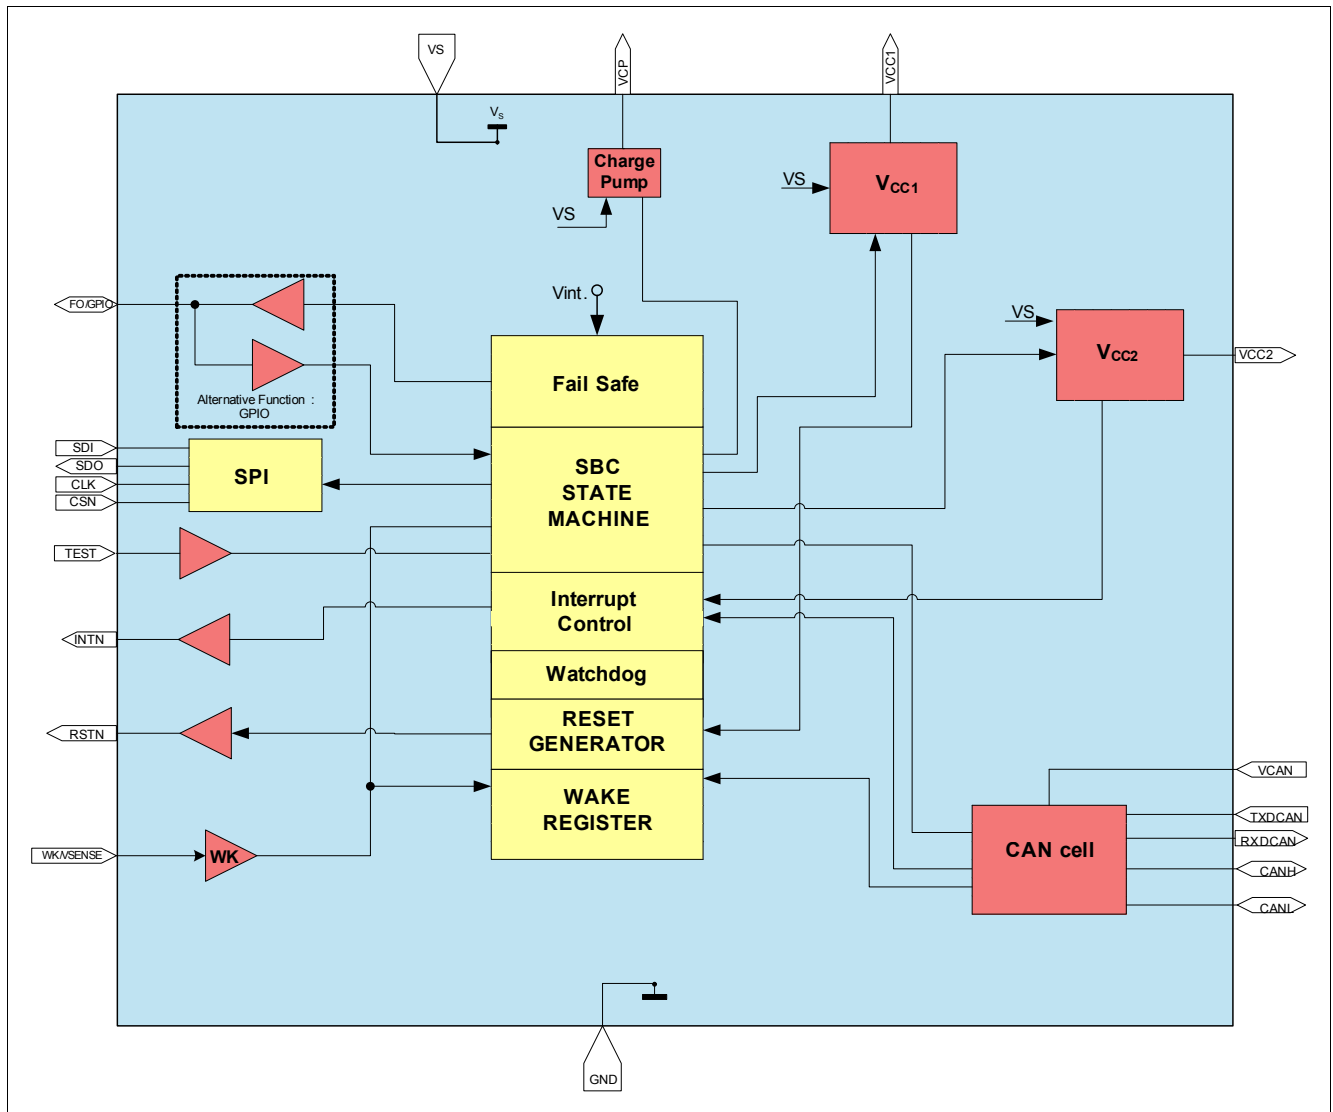 VS
VCP
VCC1
VS
Charge
Pump
VS
VS
VCC1
FO/GPIO
Alternative Function :
GPIO
Vint.
Fail Safe
VS
VCC2
VCC2
SDI
SDO
CLK
CSN
SPI
SBC
STATE
MACHINE
TEST
Interrupt
Control
INTN
Watchdog
RSTN
RESET
GENERATOR
WAKE
REGISTER
WK/VSENSE
WK
VCAN
TXDCAN
RXDCAN
CANH
CANL
CAN cell
GND